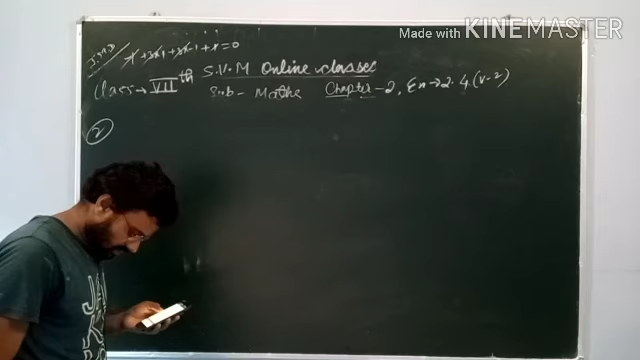 Made with KINEMASTER
S.V.M Online classes
Class → VII th Sub - Maths Chapter - 2, Ex → 2.4 (V-2)
2